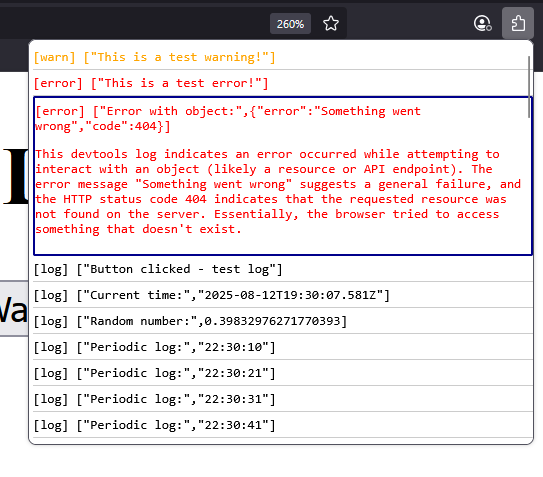 260%
[warn] ["This is a test warning!"]
[error] ["This is a test error!"]
[error] ["Error with object:",{"error":"Something went
wrong","code":404}]
This devtools log indicates an error occurred while attempting to
interact with an object (likely a resource or API endpoint). The
error message "Something went wrong" suggests a general failure, and
the HTTP status code 404 indicates that the requested resource was
not found on the server. Essentially, the browser tried to access
something that doesn't exist.
[log] ["Button clicked - test log"]
[log] ["Current time:","2025-08-12T19:30:07.581Z"]
[log] ["Random number:",0.39832976271770393]
[log] ["Periodic log:","22:30:10"]
[log] ["Periodic log:","22:30:21"]
[log] ["Periodic log:","22:30:31"]
[log] ["Periodic log:","22:30:41"]